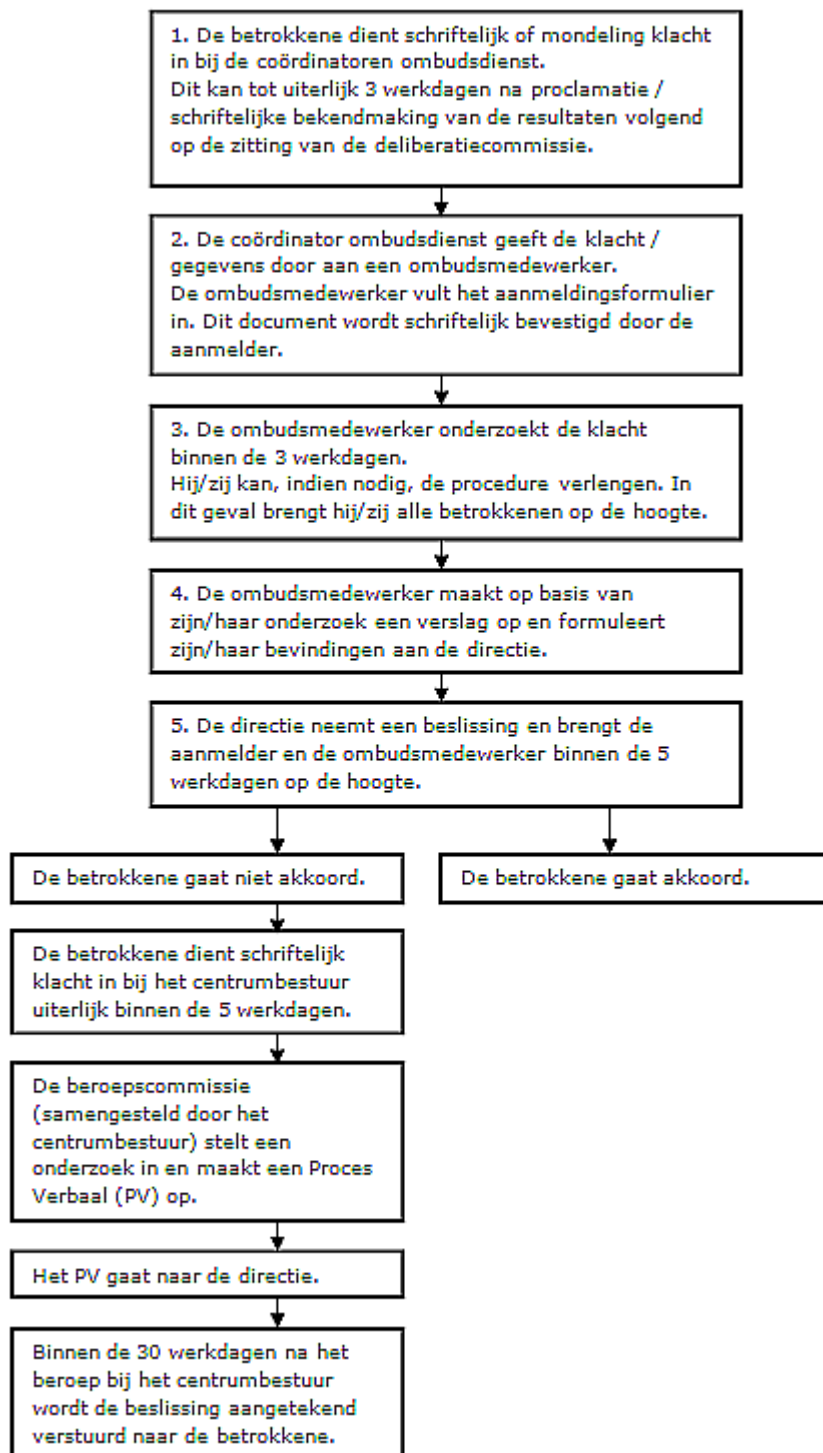 1. De betrokkene dient schriftelijk of mondeling klacht
in bij de coördinatoren ombudsdienst.
Dit kan tot uiterlijk 3 werkdagen na proclamatie /
schriftelijke bekendmaking van de resultaten volgend
op de zitting van de deliberatiecommissie.
2. De coördinator ombudsdienst geeft de klacht /
gegevens door aan een ombudsmedewerker.
De ombudsmedewerker vult het aanmeldingsformulier
in. Dit document wordt schriftelijk bevestigd door de
aanmelder.
3. De ombudsmedewerker onderzoekt de klacht
binnen de 3 werkdagen.
Hij/zij kan, indien nodig, de procedure verlengen. In
dit geval brengt hij/zij alle betrokkenen op de hoogte.
4. De ombudsmedewerker maakt op basis van
zijn/haar onderzoek een verslag op en formuleert
zijn/haar bevindingen aan de directie.
5. De directie neemt een beslissing en brengt de
aanmelder en de ombudsmedewerker binnen de 5
werkdagen op de hoogte.
De betrokkene gaat niet akkoord.
De betrokkene gaat akkoord.
De betrokkene dient schriftelijk
klacht in bij het centrumbestuur
uiterlijk binnen de 5 werkdagen.
De beroepscommissie
(samengesteld door het
centrumbestuur) stelt een
onderzoek in en maakt een Proces
Verbaal (PV) op.
Het PV gaat naar de directie.
Binnen de 30 werkdagen na het
beroep bij het centrumbestuur
wordt de beslissing aangetekend
verstuurd naar de betrokkene.